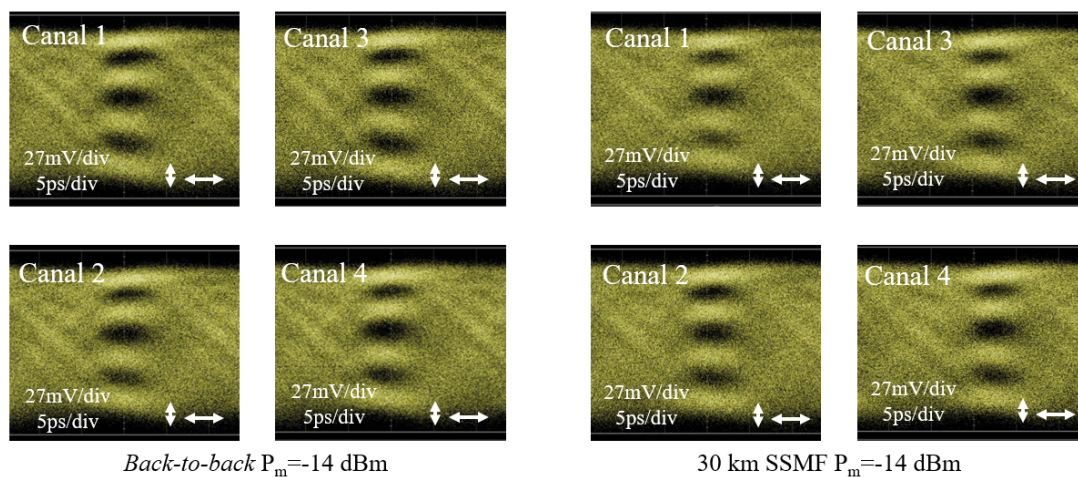 Canal 1
27mV/div
5ps/div
Canal 3
27mV/div
5ps/div
Canal 1
27mV/div
5ps/div
Canal 3
27mV/div
5ps/div
Canal 2
27mV/div
5ps/div
Canal 4
27mV/div
5ps/div
Canal 2
27mV/div
5ps/div
Canal 4
27mV/div
5ps/div
Back-to-back Pm=-14 dBm
30 km SSMF Pm=-14 dBm